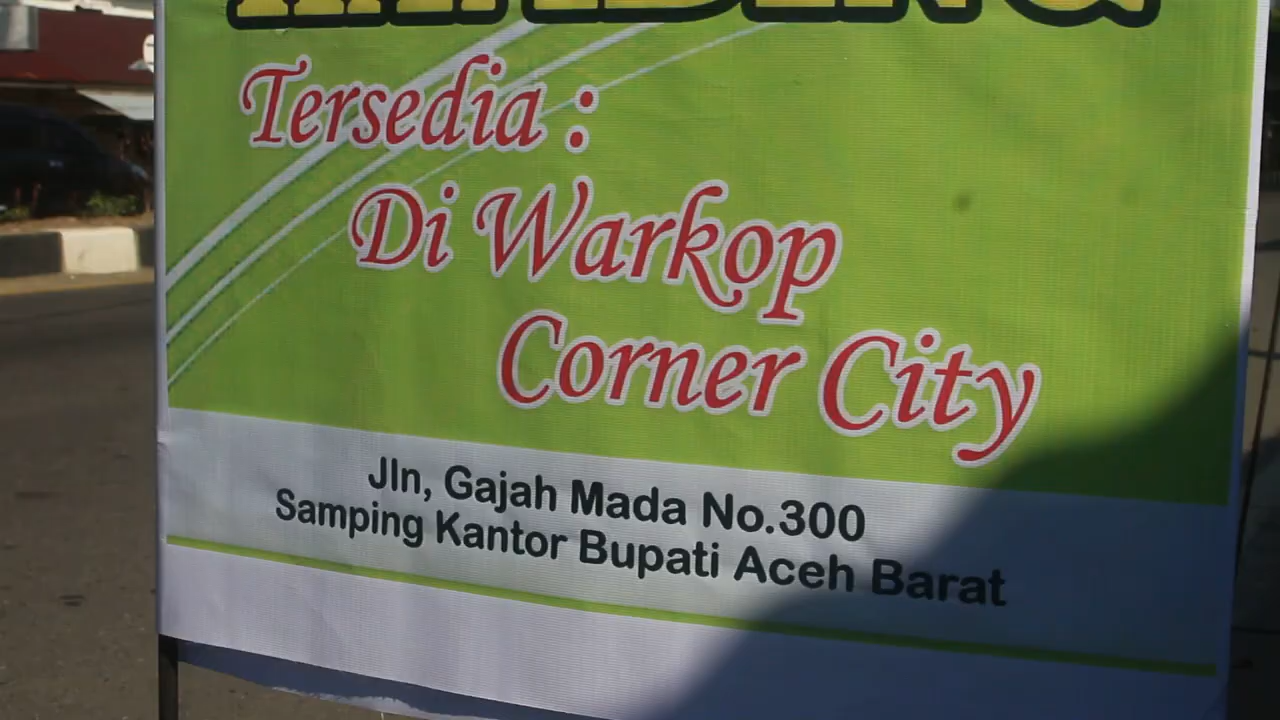 Tersedia :
Di Warkop
Corner City
Jln, Gajah Mada No.300
Samping Kantor Bupati Aceh Barat